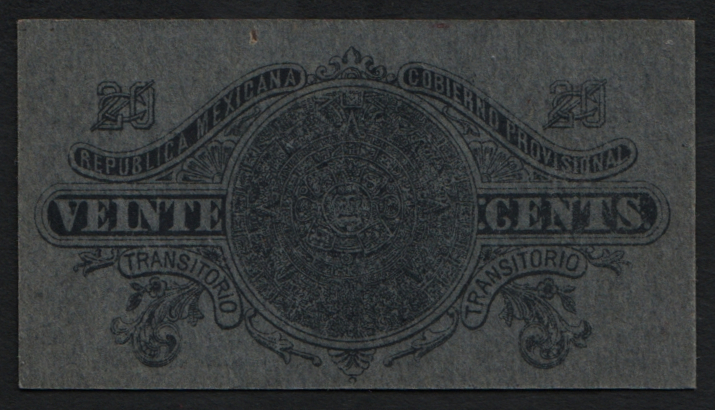 20 20
REPUBLICA MEXICANA
GOBIERNO PROVISIONAL
VEINTE CENTS.
TRANSITORIO TRANSITORIO